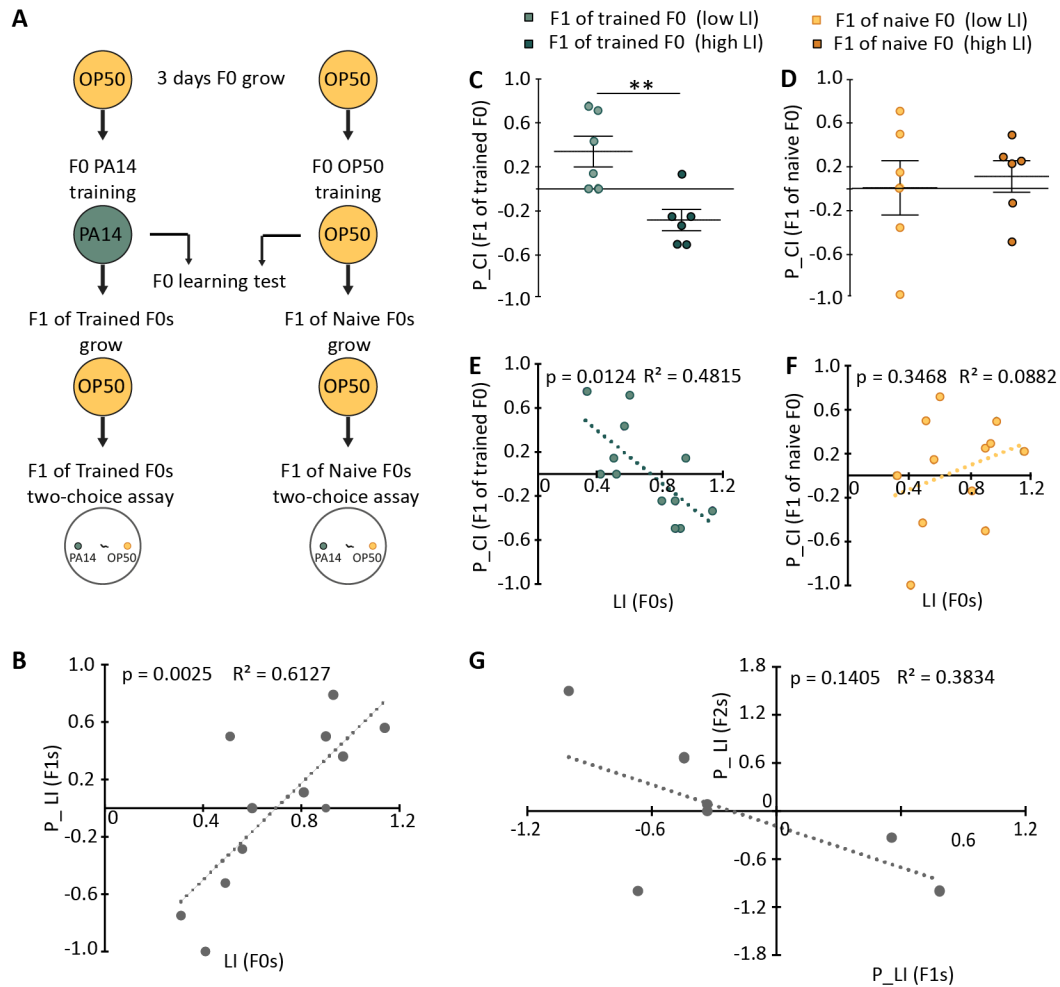 A
OP50
3 days F0 grow
OP50
F0 PA14
training
F0 OP50
training
PA14
OP50
F0 learning test
F1 of Trained F0s
grow
F1 of Naive F0s
grow
OP50
OP50
F1 of Trained F0s
two-choice assay
F1 of Naive F0s
two-choice assay
PA14
OP50
PA14
OP50
F1 of trained F0 (low LI)
F1 of trained F0 (high LI)
F1 of naive F0 (low LI)
F1 of naive F0 (high LI)
C
P_CI (F1 of trained F0)
1.0
0.6
0.2
-0.2
-0.6
-1.0
**
D
P_CI (F1 of naive F0)
1.0
0.6
0.2
-0.2
-0.6
-1.0
E
p = 0.0124 R² = 0.4815
P_CI (F1 of trained F0)
1.0
0.6
0.2
-0.2
-0.6
-1.0
0
0.4
0.8
1.2
LI (F0s)
F
p = 0.3468 R² = 0.0882
P_CI (F1 of naive F0)
1.0
0.6
0.2
-0.2
-0.6
-1.0
0
0.4
0.8
1.2
LI (F0s)
B
p = 0.0025 R² = 0.6127
P_ LI (F1s)
1.0
0.6
0.2
-0.2
-0.6
-1.0
0
0.4
0.8
1.2
LI (F0s)
G
p = 0.1405 R² = 0.3834
P_ LI (F2s)
1.8
1.2
0.6
0
-0.6
-1.2
-1.8
-1.2
-0.6
0
0.6
1.2
P_LI (F1s)